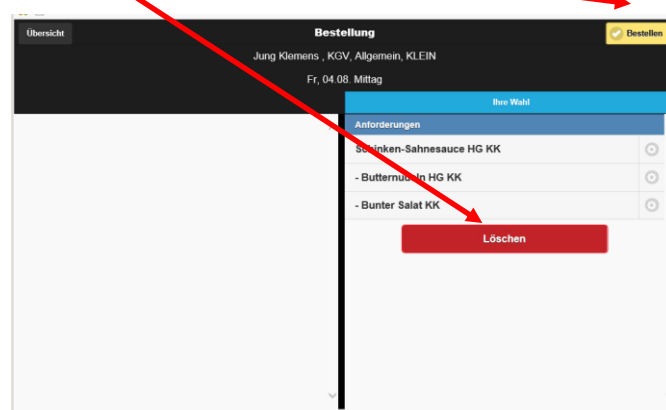 Übersicht
Bestellung
Bestellen
Jung Klemens , KGV, Allgemein, KLEIN
Fr, 04.08. Mittag
Ihre Wahl
Anforderungen
Schinken-Sahnesauce HG KK
- Butternudeln HG KK
- Bunter Salat KK
Löschen